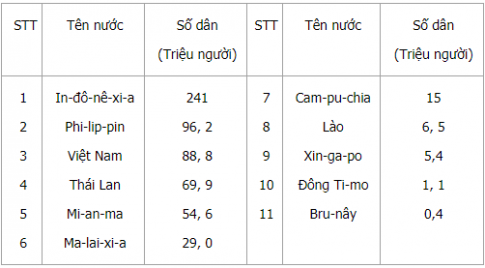 STT Tên nước Số dân (Triệu người) STT Tên nước Số dân (Triệu người)
1 In-đô-nê-xi-a 241 7 Cam-pu-chia 15
2 Phi-lip-pin 96, 2 8 Lào 6, 5
3 Việt Nam 88, 8 9 Xin-ga-po 5,4
4 Thái Lan 69, 9 10 Đông Ti-mo 1, 1
5 Mi-an-ma 54, 6 11 Bru-nây 0,4
6 Ma-lai-xi-a 29, 0